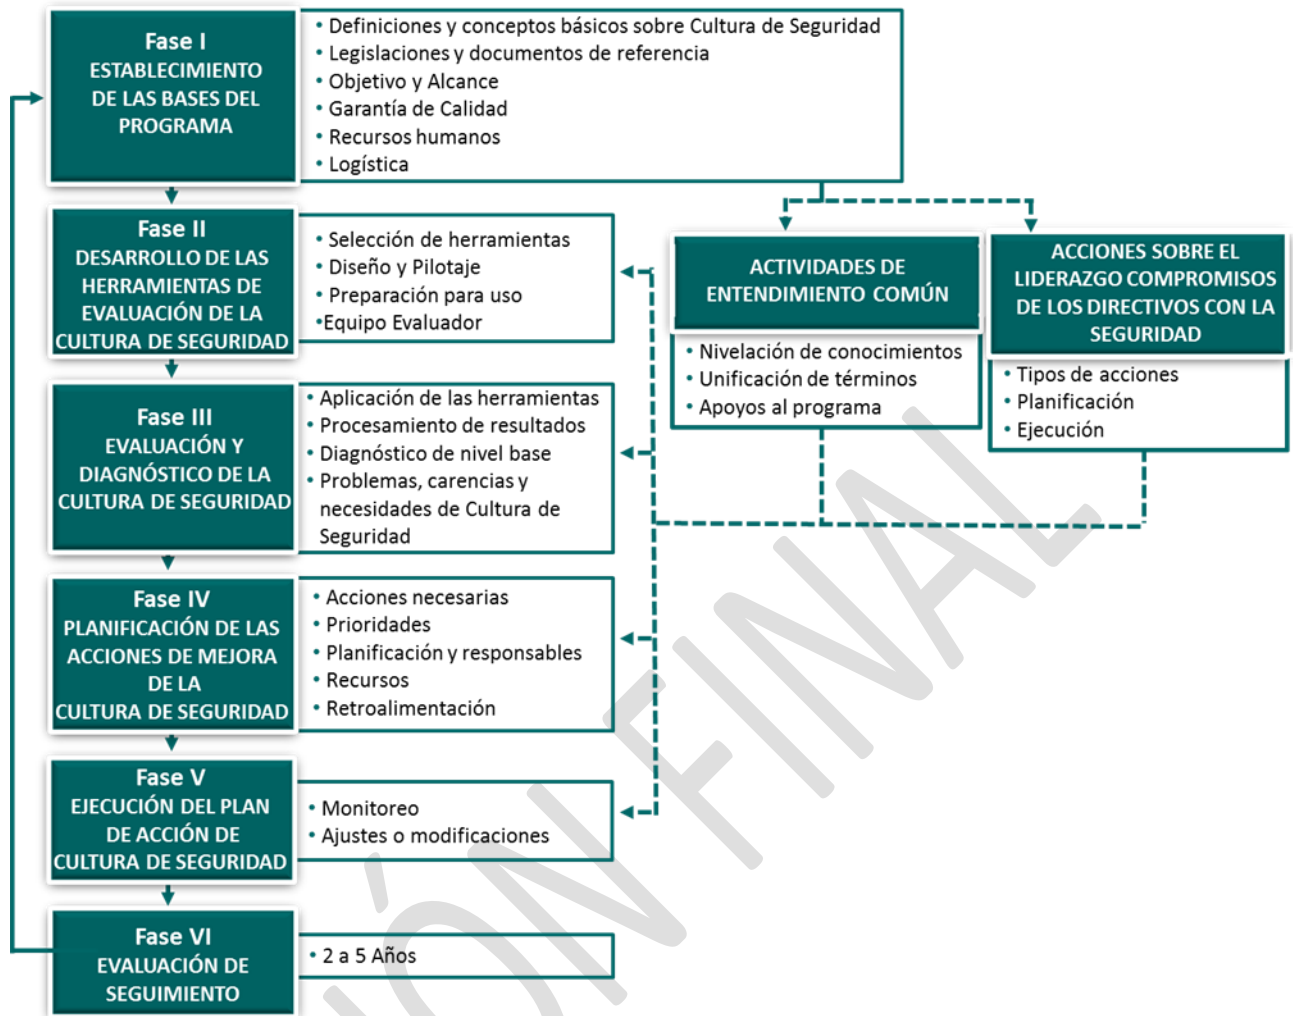 Fase I
ESTABLECIMIENTO
DE LAS BASES DEL
PROGRAMA
• Definiciones y conceptos básicos sobre Cultura de Seguridad
• Legislaciones y documentos de referencia
• Objetivo y Alcance
• Garantía de Calidad
• Recursos humanos
• Logística
Fase II
DESARROLLO DE LAS
HERRAMIENTAS DE
EVALUACIÓN DE LA
CULTURA DE SEGURIDAD
• Selección de herramientas
• Diseño y Pilotaje
• Preparación para uso
•Equipo Evaluador
ACTIVIDADES DE
ENTENDIMIENTO COMÚN
• Nivelación de conocimientos
• Unificación de términos
• Apoyos al programa
ACCIONES SOBRE EL
LIDERAZGO COMPROMISOS
DE LOS DIRECTIVOS CON LA
SEGURIDAD
• Tipos de acciones
• Planificación
• Ejecución
Fase III
EVALUACIÓN Y
DIAGNÓSTICO DE LA
CULTURA DE SEGURIDAD
• Aplicación de las herramientas
• Procesamiento de resultados
• Diagnóstico de nivel base
• Problemas, carencias y
necesidades de Cultura de
Seguridad
Fase IV
PLANIFICACIÓN DE LAS
ACCIONES DE MEJORA
DE LA
CULTURA DE SEGURIDAD
• Acciones necesarias
• Prioridades
• Planificación y responsables
• Recursos
• Retroalimentación
Fase V
EJECUCIÓN DEL PLAN
DE ACCIÓN DE
CULTURA DE SEGURIDAD
• Monitoreo
• Ajustes o modificaciones
Fase VI
EVALUACIÓN DE
SEGUIMIENTO
• 2 a 5 Años
IÓN FINAL